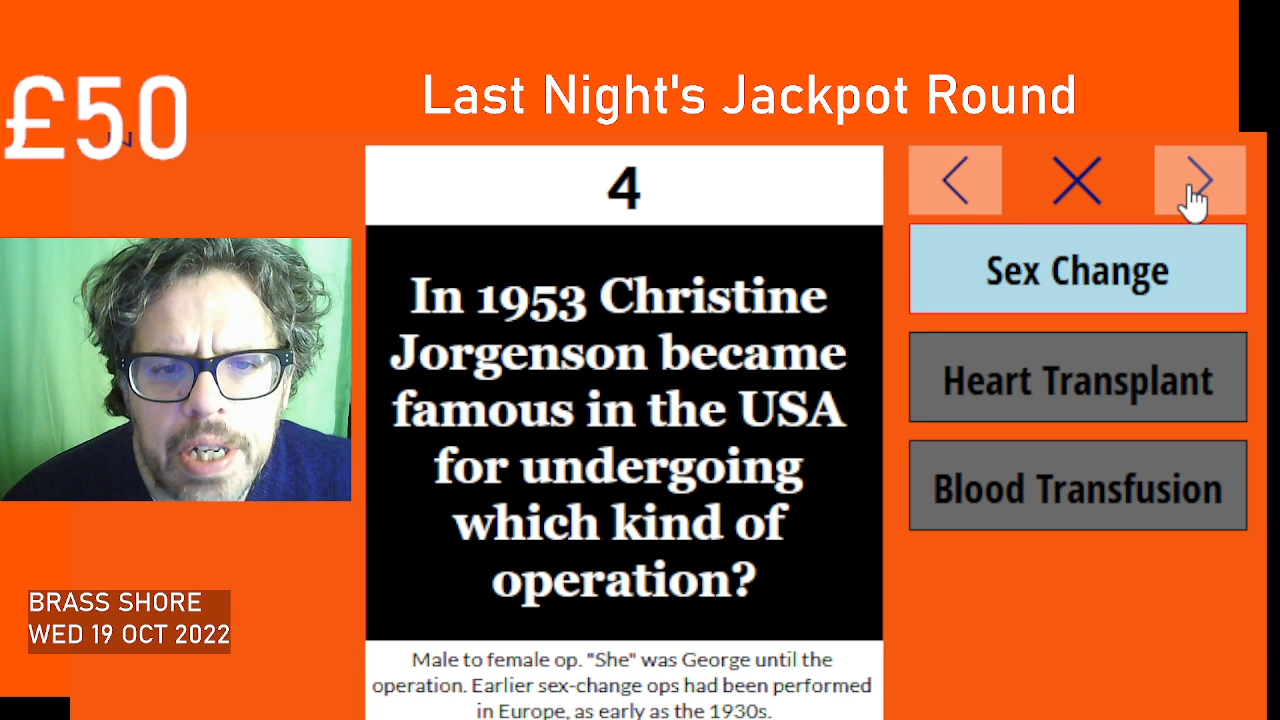 £50
Last Night's Jackpot Round
4
In 1953 Christine
Jorgenson became
famous in the USA
for undergoing
which kind of
operation?
Male to female op. "She" was George until the
operation. Earlier sex-change ops had been performed
in Europe, as early as the 1930s.
Sex Change
Heart Transplant
Blood Transfusion
BRASS SHORE
WED 19 OCT 2022